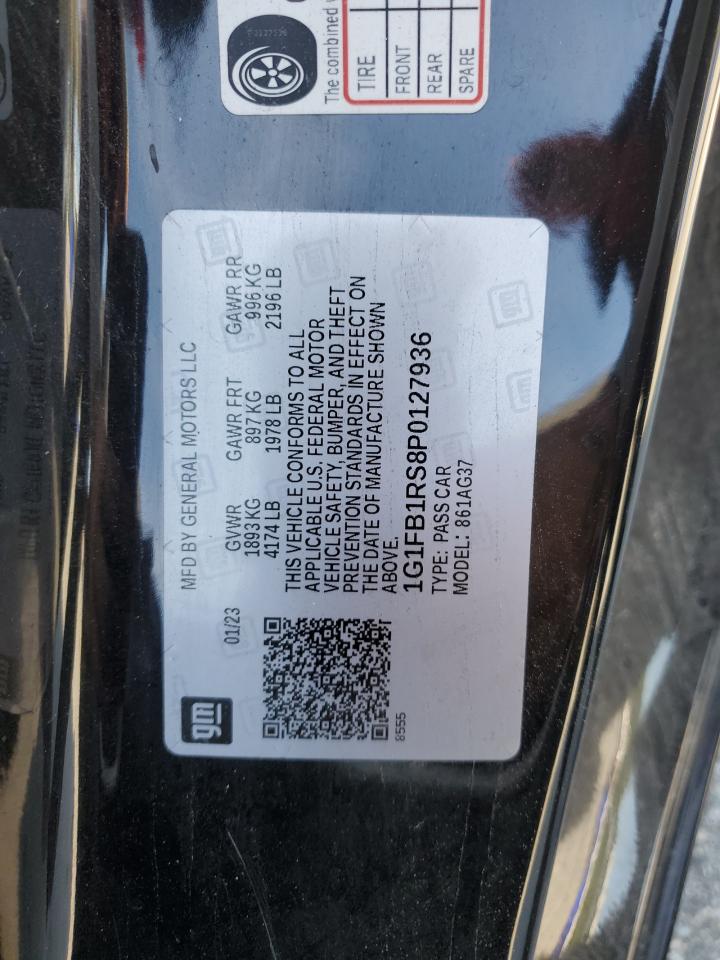 gm
MFD BY GENERAL MOTORS LLC
01/23
GVWR GAWR FRT GAWR RR
1893 KG 897 KG 996 KG
4174 LB 1978 LB 2196 LB
THIS VEHICLE CONFORMS TO ALL
APPLICABLE U.S. FEDERAL MOTOR
VEHICLE SAFETY, BUMPER, AND THEFT
PREVENTION STANDARDS IN EFFECT ON
THE DATE OF MANUFACTURE SHOWN
ABOVE.
1G1FB1RS8P0127936
TYPE: PASS CAR
MODEL: 861AG37
8555
The combined
TIRE
FRONT
REAR
SPARE